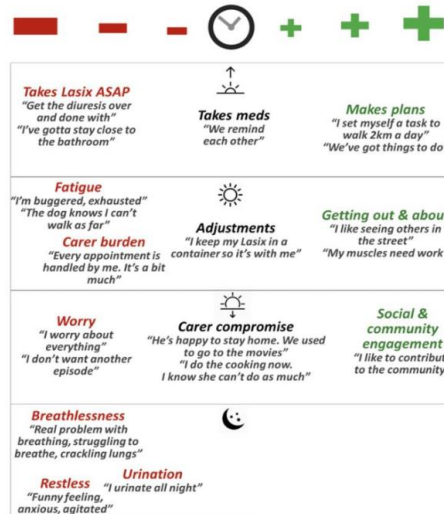 Takes Lasix ASAP
"Get the diuresis over
and done with"
"I've gotta stay close to
the bathroom"
Takes meds
"We remind
each other"
Makes plans
"I set myself a task to
walk 2km a day"
"We've got things to do
Fatigue
"I'm buggered, exhausted"
"The dog knows I can't
walk as far"
Carer burden
"Every appointment is
handled by me. It's a bit
much"
Adjustments
"I keep my Lasix in a
container so it's with me"
Getting out & abou
"I like seeing others in
the street"
"My muscles need work
Worry
"I worry about
everything"
"I don't want another
episode"
Carer compromise
"He's happy to stay home. We used
to go to the movies"
"I do the cooking now.
I know she can't do as much"
Social &
community
engagement
"I like to contribut
to the community
Breathlessness
"Real problem with
breathing, struggling to
breathe, crackling lungs"
Restless
"Funny feeling,
anxious, agitated"
Urination
"I urinate all night"